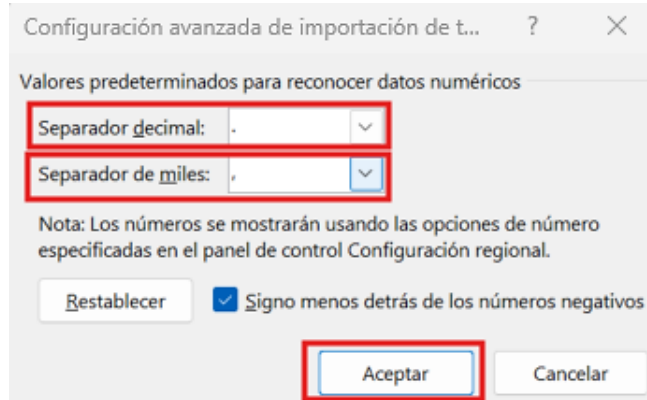 Configuración avanzada de importación de t... ?
Valores predeterminados para reconocer datos numéricos
Separador decimal: .
Separador de miles: ,
Nota: Los números se mostrarán usando las opciones de número
especificadas en el panel de control Configuración regional.
Restablecer Signo menos detrás de los números negativos
Aceptar Cancelar